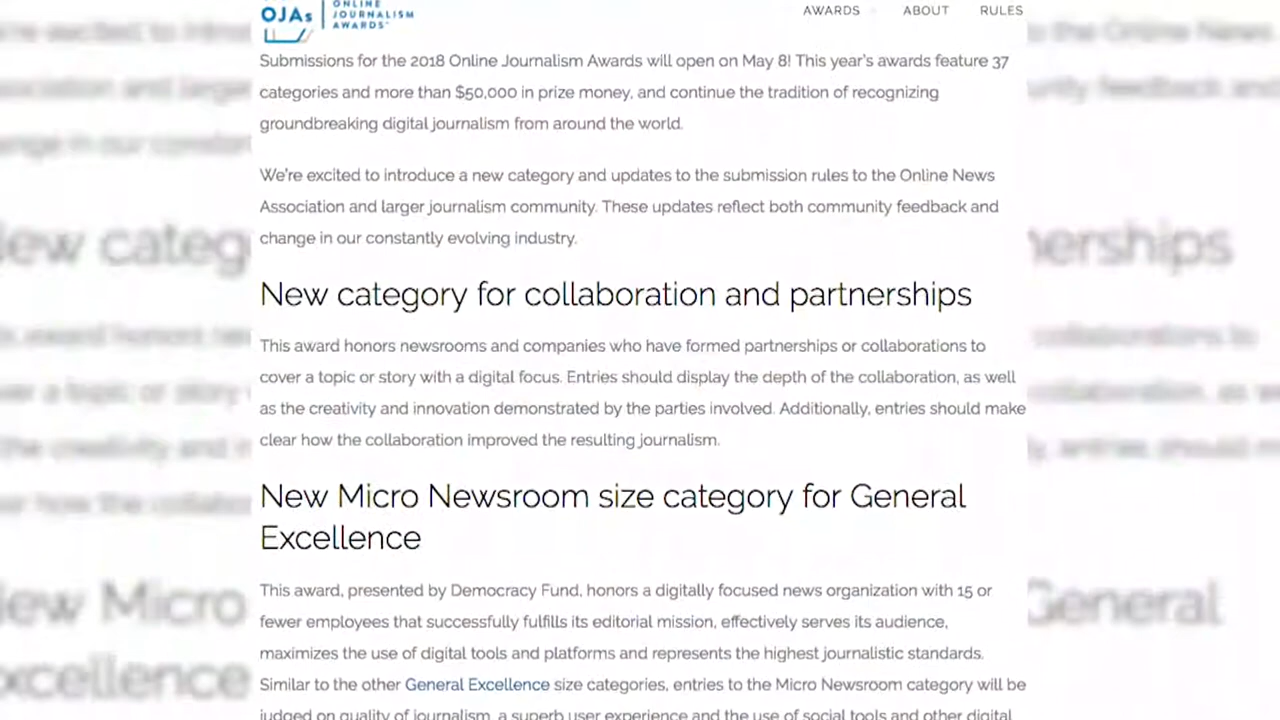 OJAs
ONLINE
JOURNALISM
AWARDS
AWARDS ABOUT RULES
Submissions for the 2018 Online Journalism Awards will open on May 8! This year's awards feature 37
categories and more than $50,000 in prize money, and continue the tradition of recognizing
groundbreaking digital journalism from around the world.
We're excited to introduce a new category and updates to the submission rules to the Online News
Association and larger journalism community. These updates reflect both community feedback and
change in our constantly evolving industry.
New category for collaboration and partnerships
This award honors newsrooms and companies who have formed partnerships or collaborations to
cover a topic or story with a digital focus. Entries should display the depth of the collaboration, as well
as the creativity and innovation demonstrated by the parties involved. Additionally, entries should make
clear how the collaboration improved the resulting journalism.
New Micro Newsroom size category for General
Excellence
This award, presented by Democracy Fund, honors a digitally focused news organization with 15 or
fewer employees that successfully fulfills its editorial mission, effectively serves its audience,
maximizes the use of digital tools and platforms and represents the highest journalistic standards.
Similar to the other General Excellence size categories, entries to the Micro Newsroom category will be
judged on quality of journalism, a superb user experience and the use of social tools and other digital